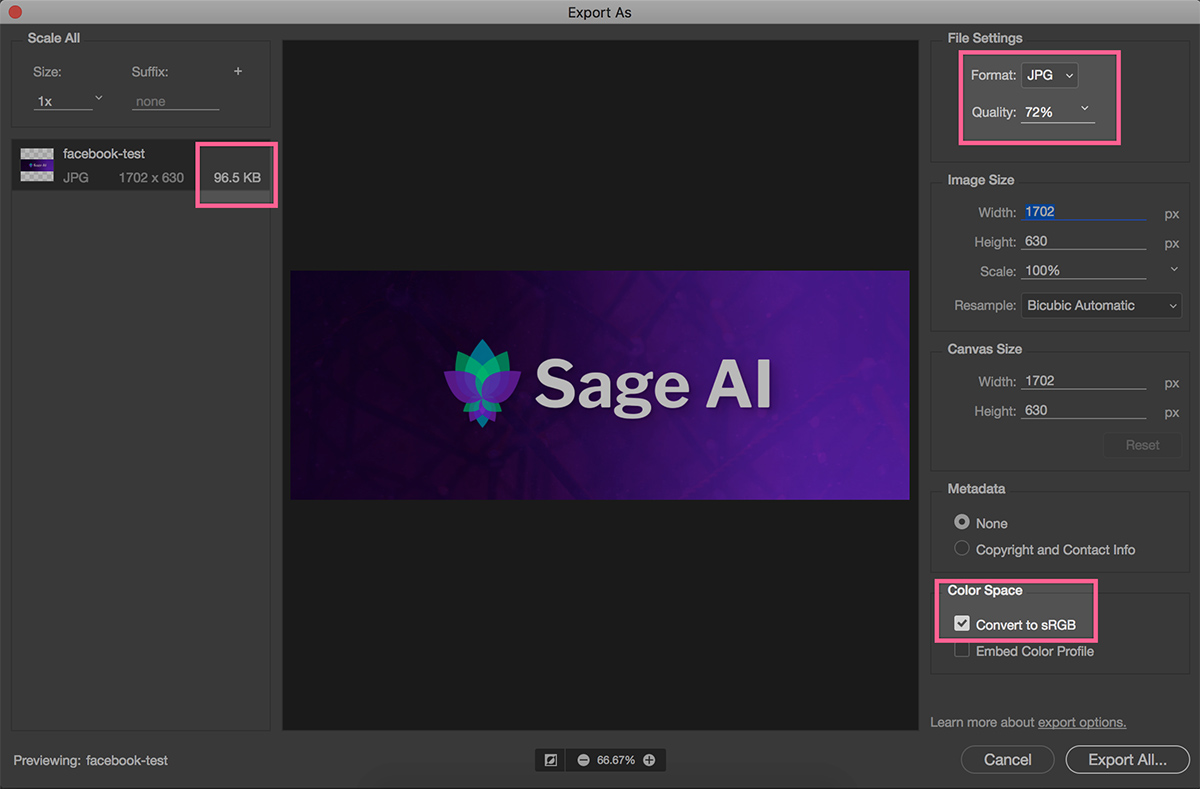 Export As
Scale All
Size:
Suffix:
+
1x
none
facebook-test
JPG
1702 x 630
96.5 KB
Sage AI
File Settings
Format: JPG
Quality: 72%
Image Size
Width: 1702 px
Height: 630 px
Scale: 100%
Resample: Bicubic Automatic
Canvas Size
Width: 1702 px
Height: 630 px
Reset
Metadata
None
Copyright and Contact Info
Color Space
Convert to sRGB
Embed Color Profile
Learn more about export options.
Previewing: facebook-test
66.67%
Cancel
Export All...